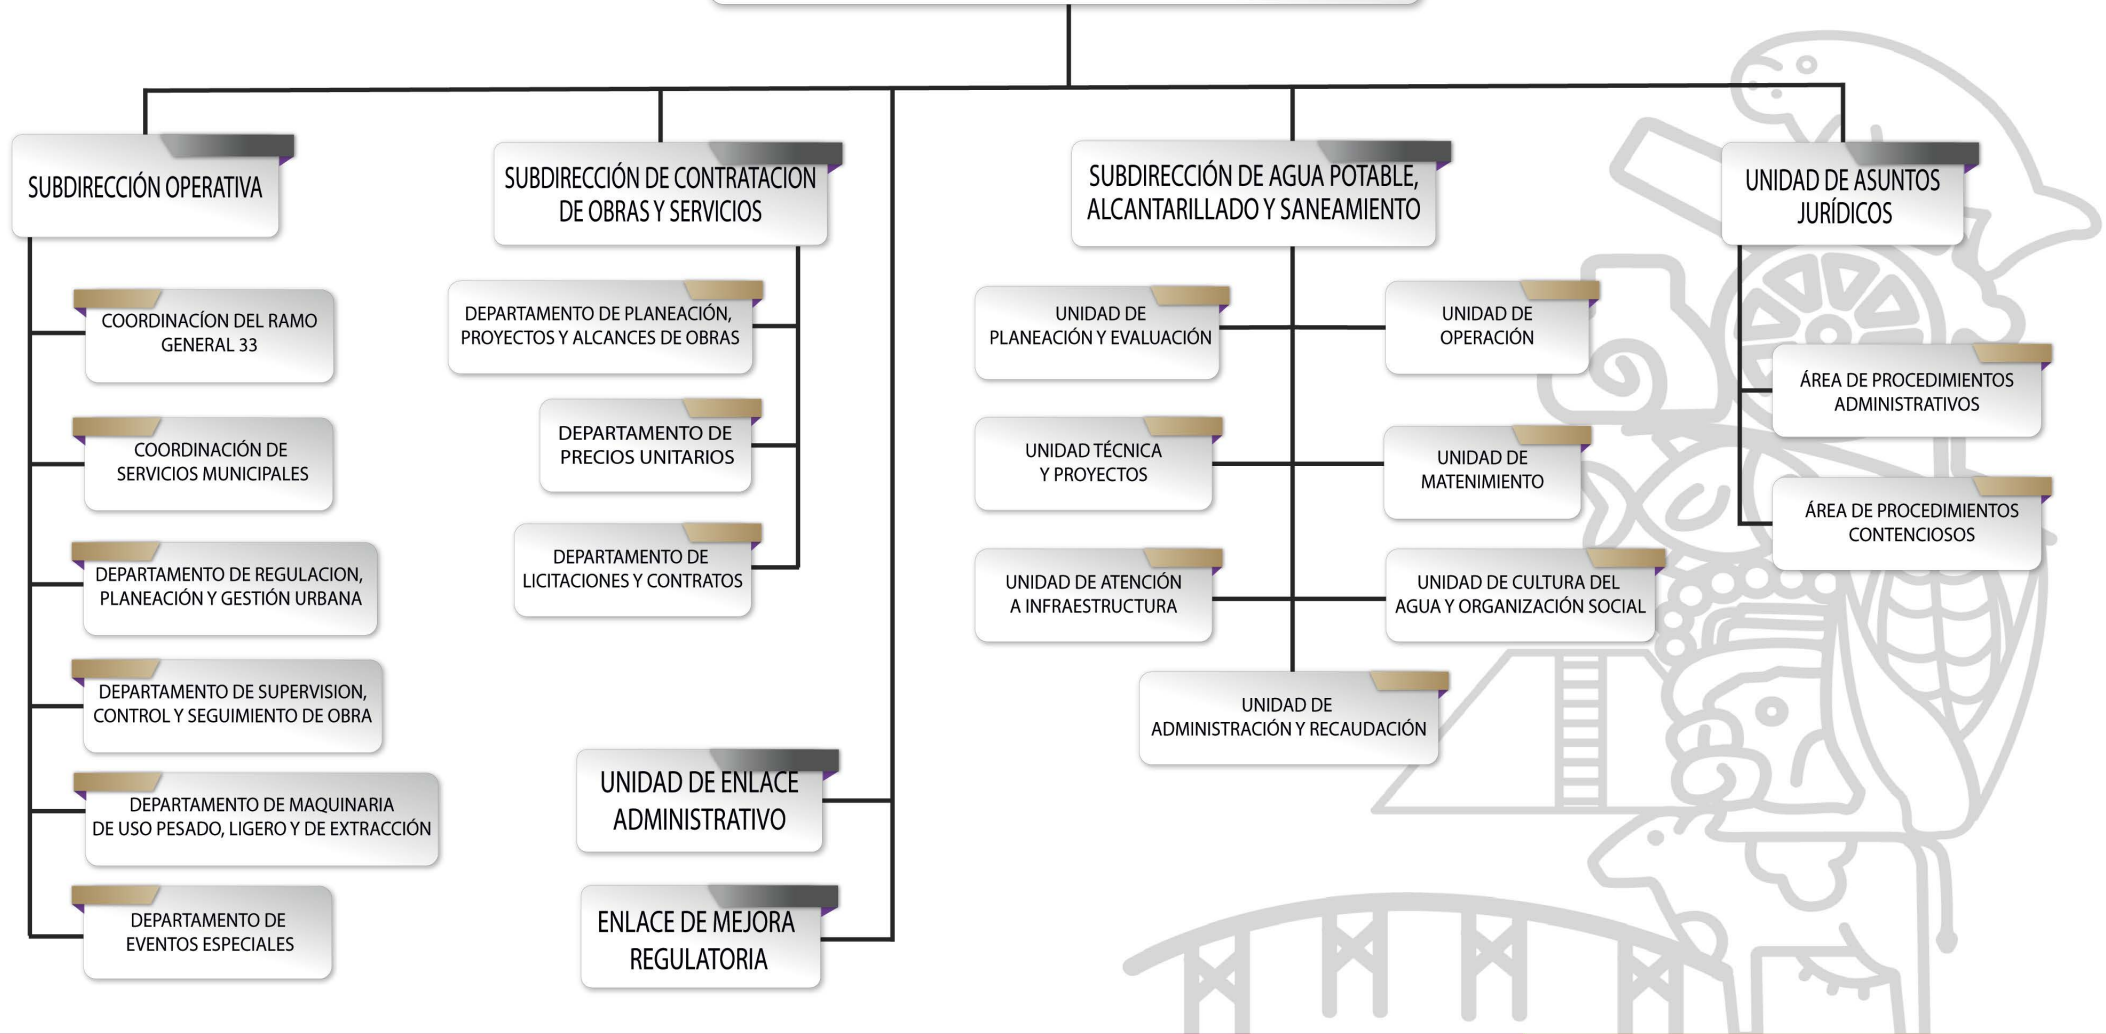 SUBDIRECCIÓN OPERATIVA
COORDINACÍON DEL RAMO
GENERAL 33
COORDINACIÓN DE
SERVICIOS MUNICIPALES
DEPARTAMENTO DE REGULACION,
PLANEACIÓN Y GESTIÓN URBANA
DEPARTAMENTO DE SUPERVISION,
CONTROL Y SEGUIMIENTO DE OBRA
DEPARTAMENTO DE MAQUINARIA
DE USO PESADO, LIGERO Y DE EXTRACCIÓN
DEPARTAMENTO DE
EVENTOS ESPECIALES
SUBDIRECCIÓN DE CONTRATACION
DE OBRAS Y SERVICIOS
DEPARTAMENTO DE PLANEACIÓN,
PROYECTOS Y ALCANCES DE OBRAS
DEPARTAMENTO DE
PRECIOS UNITARIOS
DEPARTAMENTO DE
LICITACIONES Y CONTRATOS
UNIDAD DE ENLACE
ADMINISTRATIVO
ENLACE DE MEJORA
REGULATORIA
SUBDIRECCIÓN DE AGUA POTABLE,
ALCANTARILLADO Y SANEAMIENTO
UNIDAD DE
PLANEACIÓN Y EVALUACIÓN
UNIDAD DE
OPERACIÓN
UNIDAD TÉCNICA
Y PROYECTOS
UNIDAD DE
MATENIMIENTO
UNIDAD DE ATENCIÓN
A INFRAESTRUCTURA
UNIDAD DE CULTURA DEL
AGUA Y ORGANIZACIÓN SOCIAL
UNIDAD DE
ADMINISTRACIÓN Y RECAUDACIÓN
UNIDAD DE ASUNTOS
JURÍDICOS
ÁREA DE PROCEDIMIENTOS
ADMINISTRATIVOS
ÁREA DE PROCEDIMIENTOS
CONTENCIOSOS